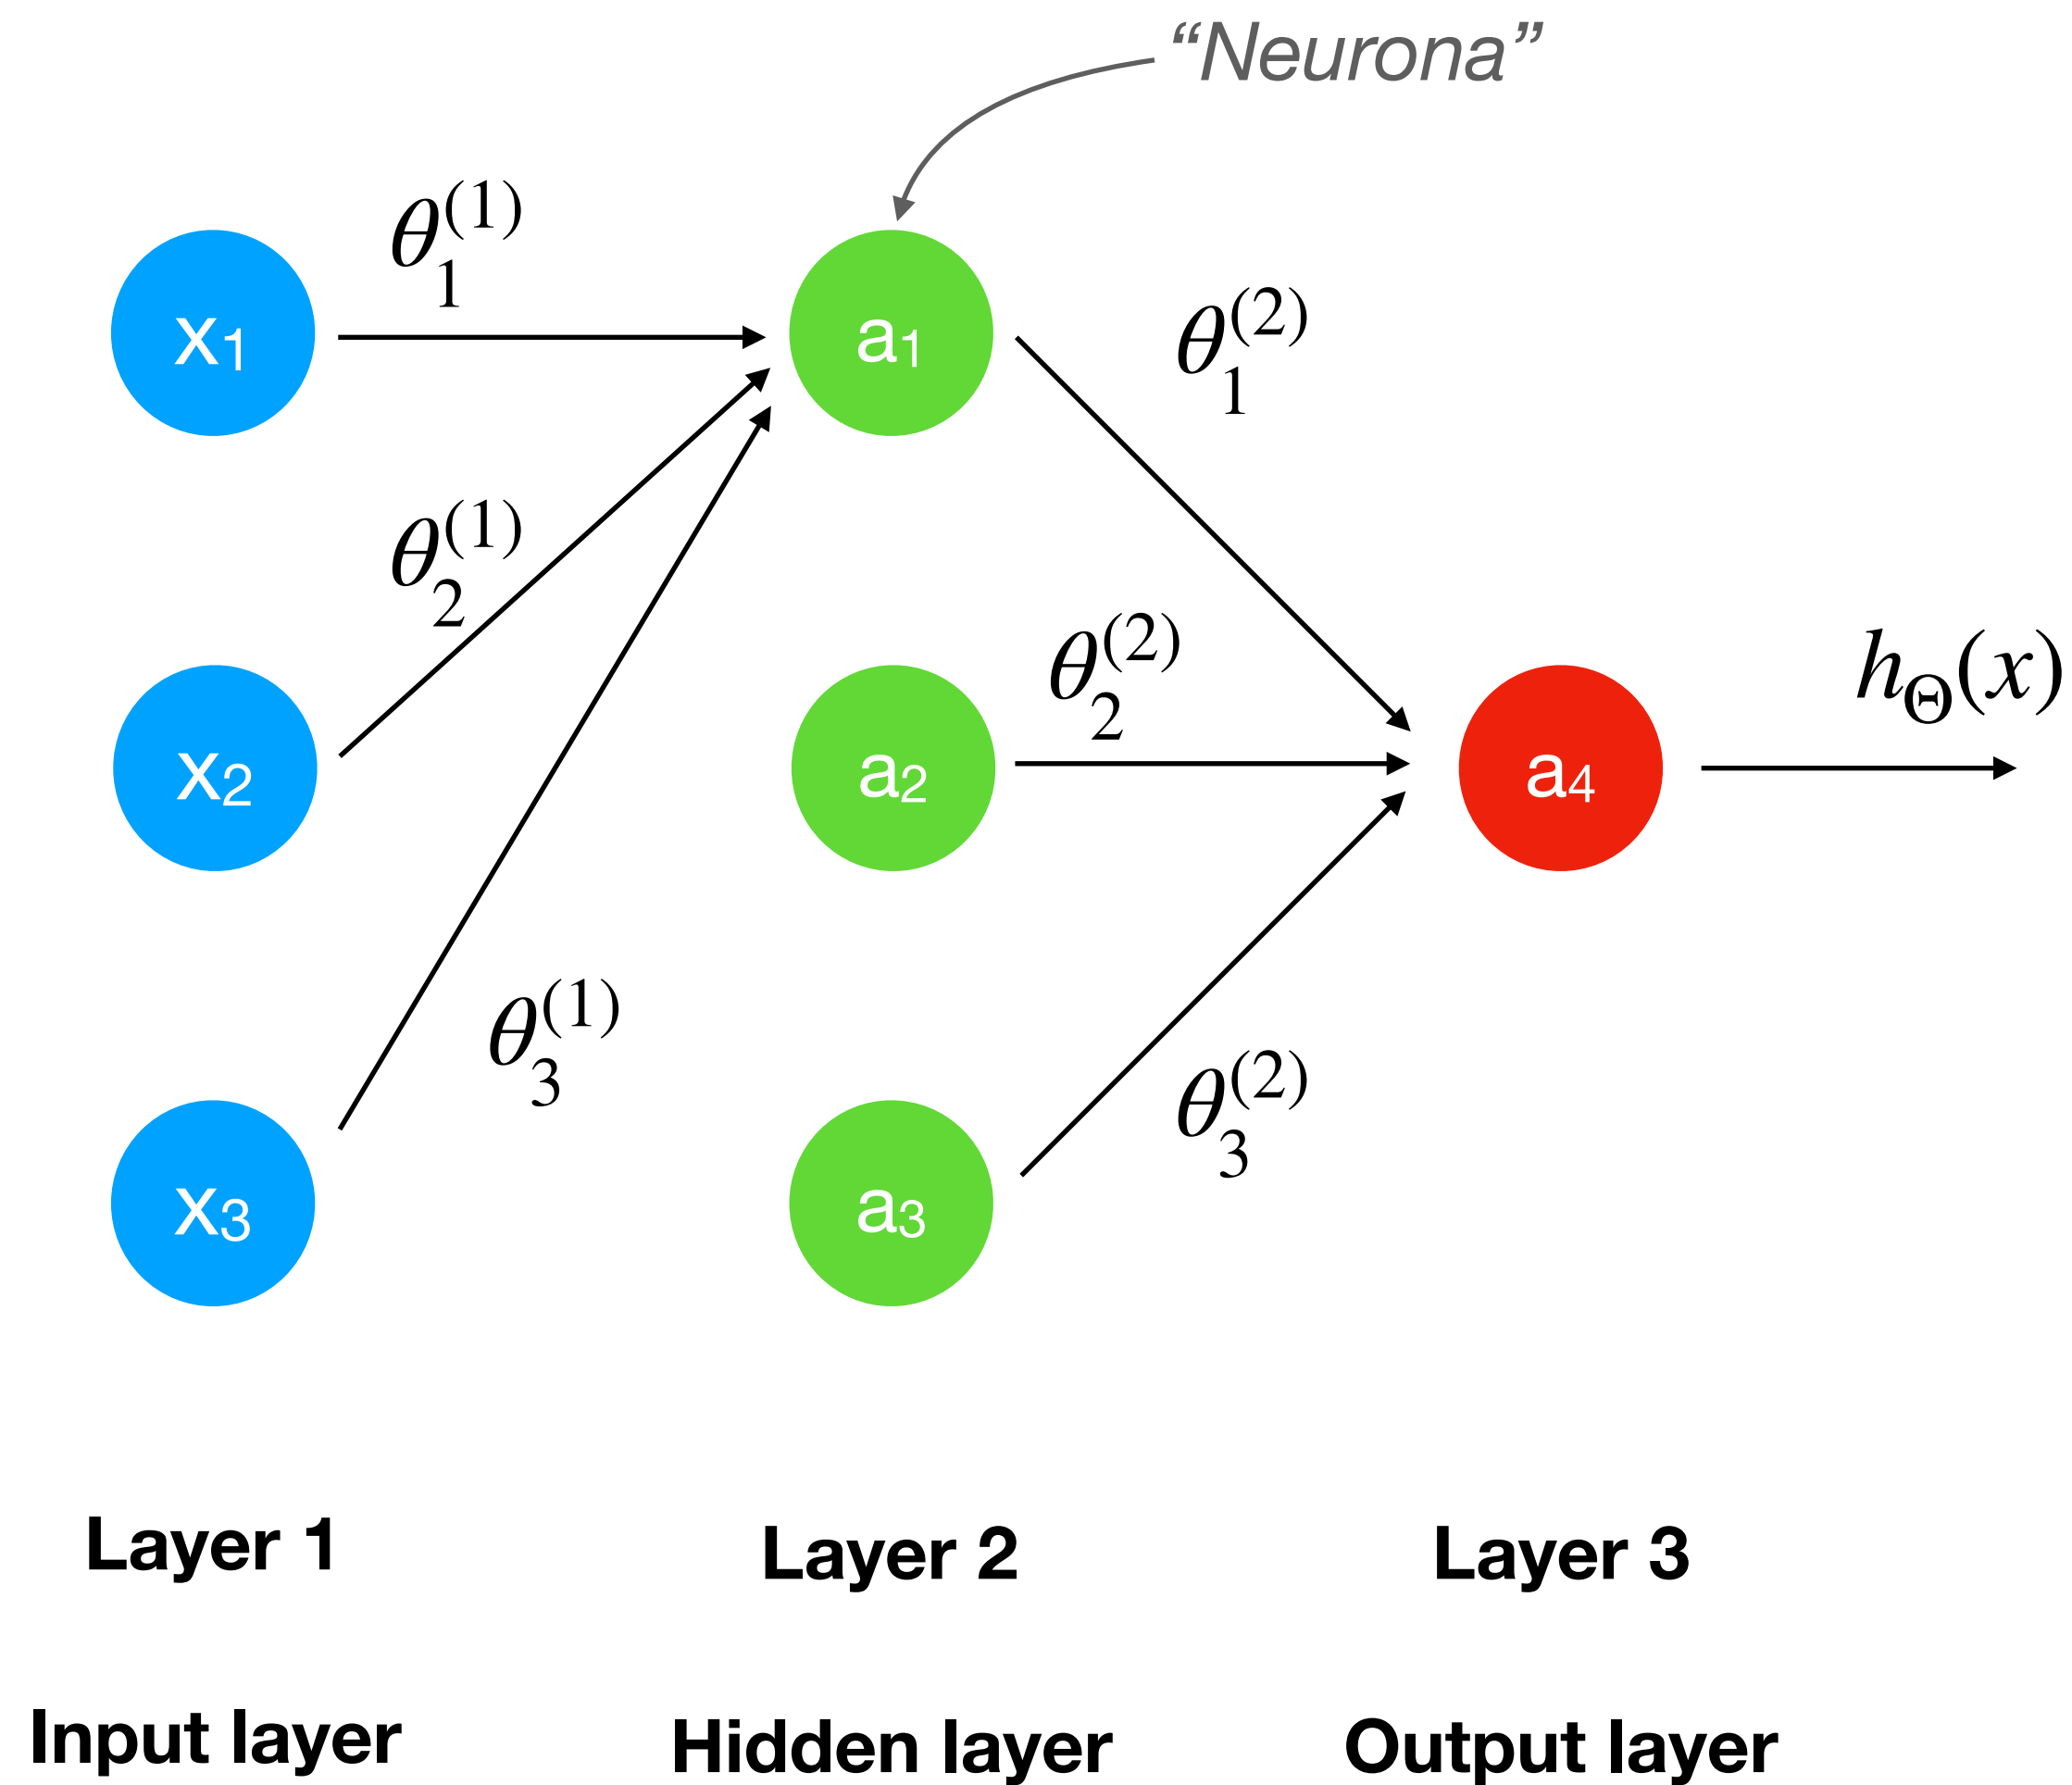 “Neurona”
θ₁⁽¹⁾
x₁
a₁
θ₁⁽²⁾
θ₂⁽¹⁾
θ₂⁽²⁾
h_Θ(x)
x₂
a₂
a₄
θ₃⁽¹⁾
θ₃⁽²⁾
x₃
a₃
Layer 1
Layer 2
Layer 3
Input layer
Hidden layer
Output layer